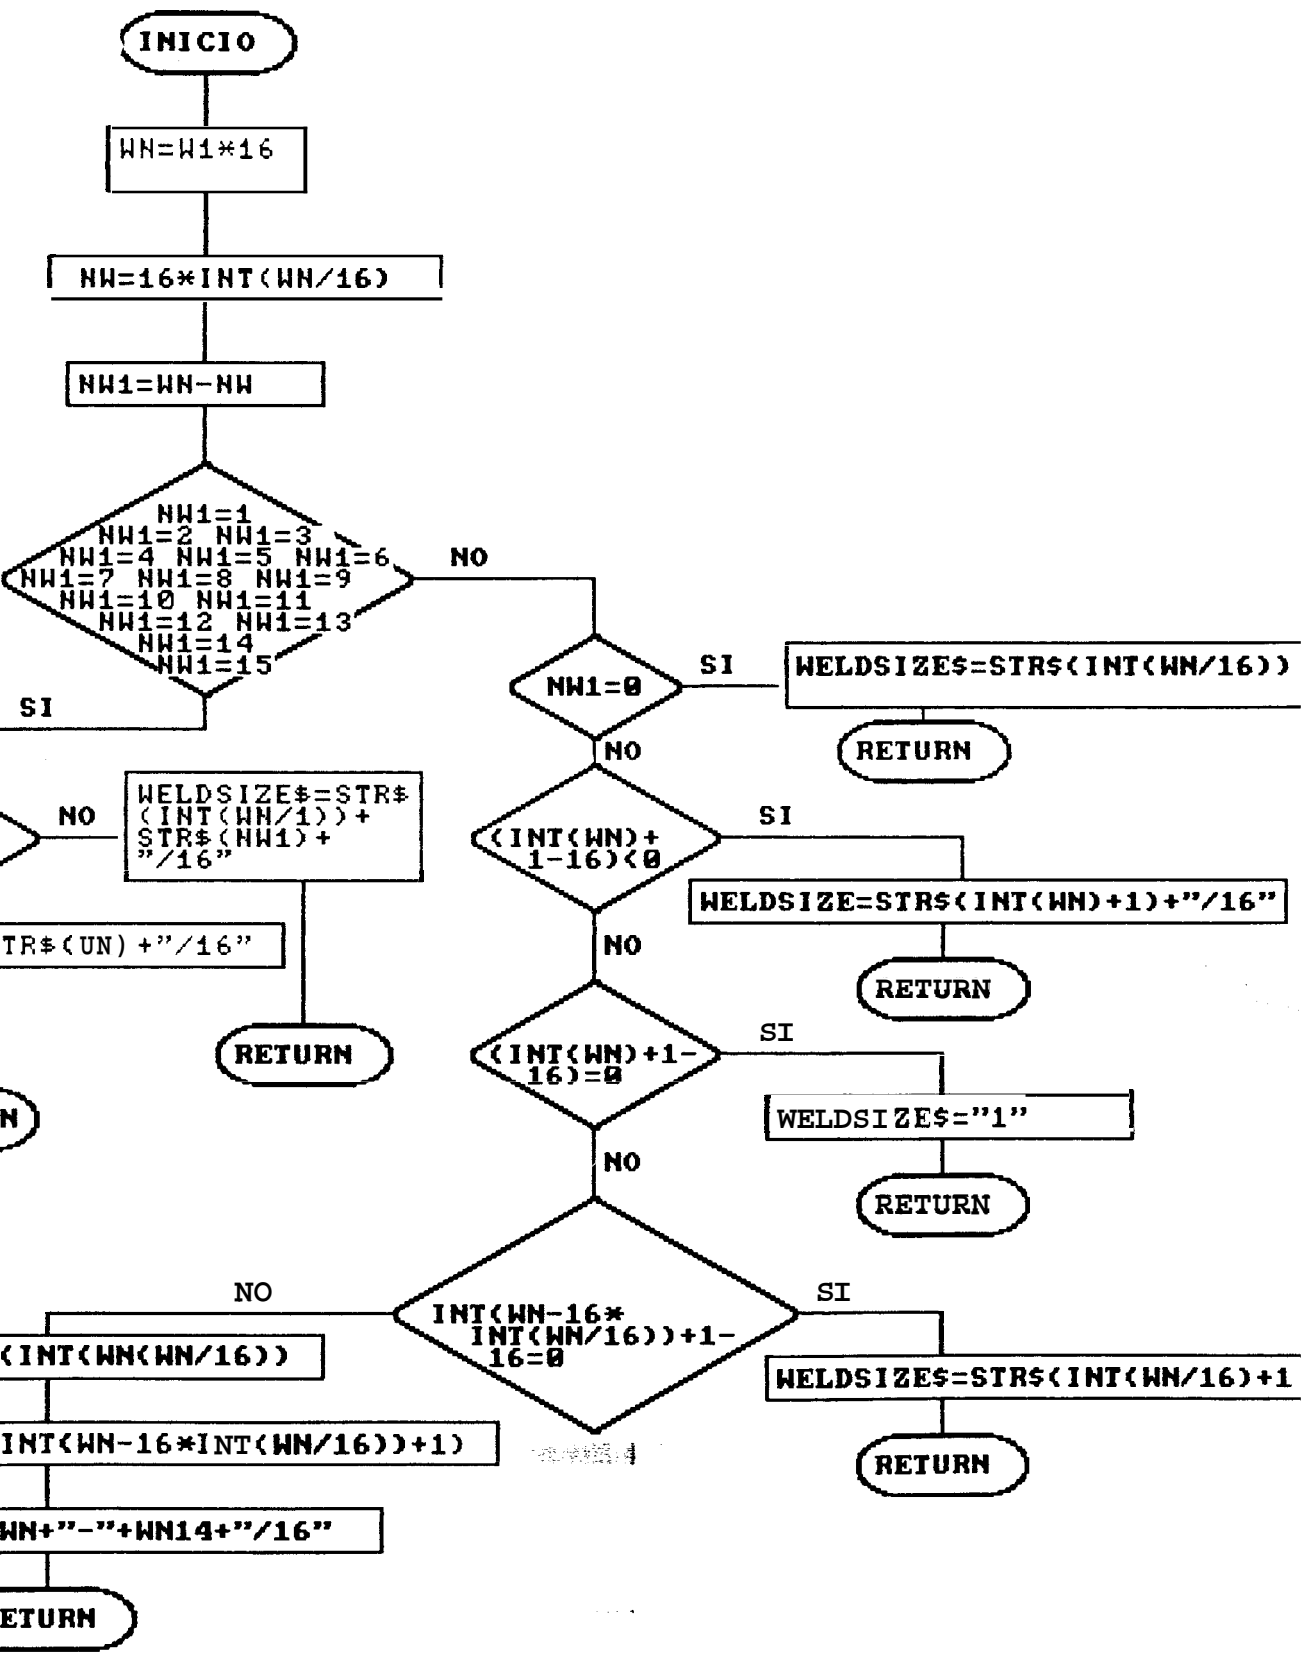 INICIO
WN=W1*16
NW=16*INT(WN/16)
NW1=WN-NW
NW1=1
NW1=2 NW1=3
NW1=4 NW1=5 NW1=6
NW1=7 NW1=8 NW1=9
NW1=10 NW1=11
NW1=12 NW1=13
NW1=14
NW1=15
NO
SI
NW1=0
SI
WELDSIZE$=STR$(INT(WN/16))
RETURN
NO
NO
WELDSIZE$=STR$
(INT(WN/1))+
STR$(NW1)+
"/16"
(INT(WN)+
1-16)<0
SI
WELDSIZE=STR$(INT(WN)+1)+"/16"
TR$(UN)+"/16"
NO
RETURN
RETURN
(INT(WN)+1-
16)=0
SI
WELDSIZE$="1"
N
NO
RETURN
NO
INT(WN-16*
INT(WN/16))+1-
16=0
SI
(INT(WN(WN/16))
WELDSIZE$=STR$(INT(WN/16)+1
INT(WN-16*INT(WN/16))+1)
RETURN
WN+"-"+WN14+"/16"
ETURN